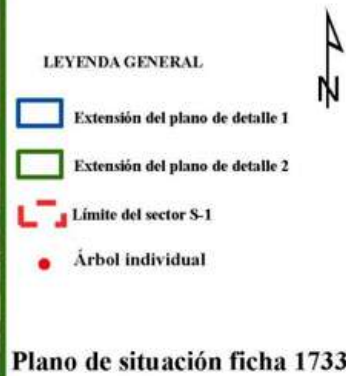 N
LEYENDA GENERAL
Extensión del plano de detalle 1
Extensión del plano de detalle 2
Límite del sector S-1
Árbol individual
Plano de situación ficha 1733